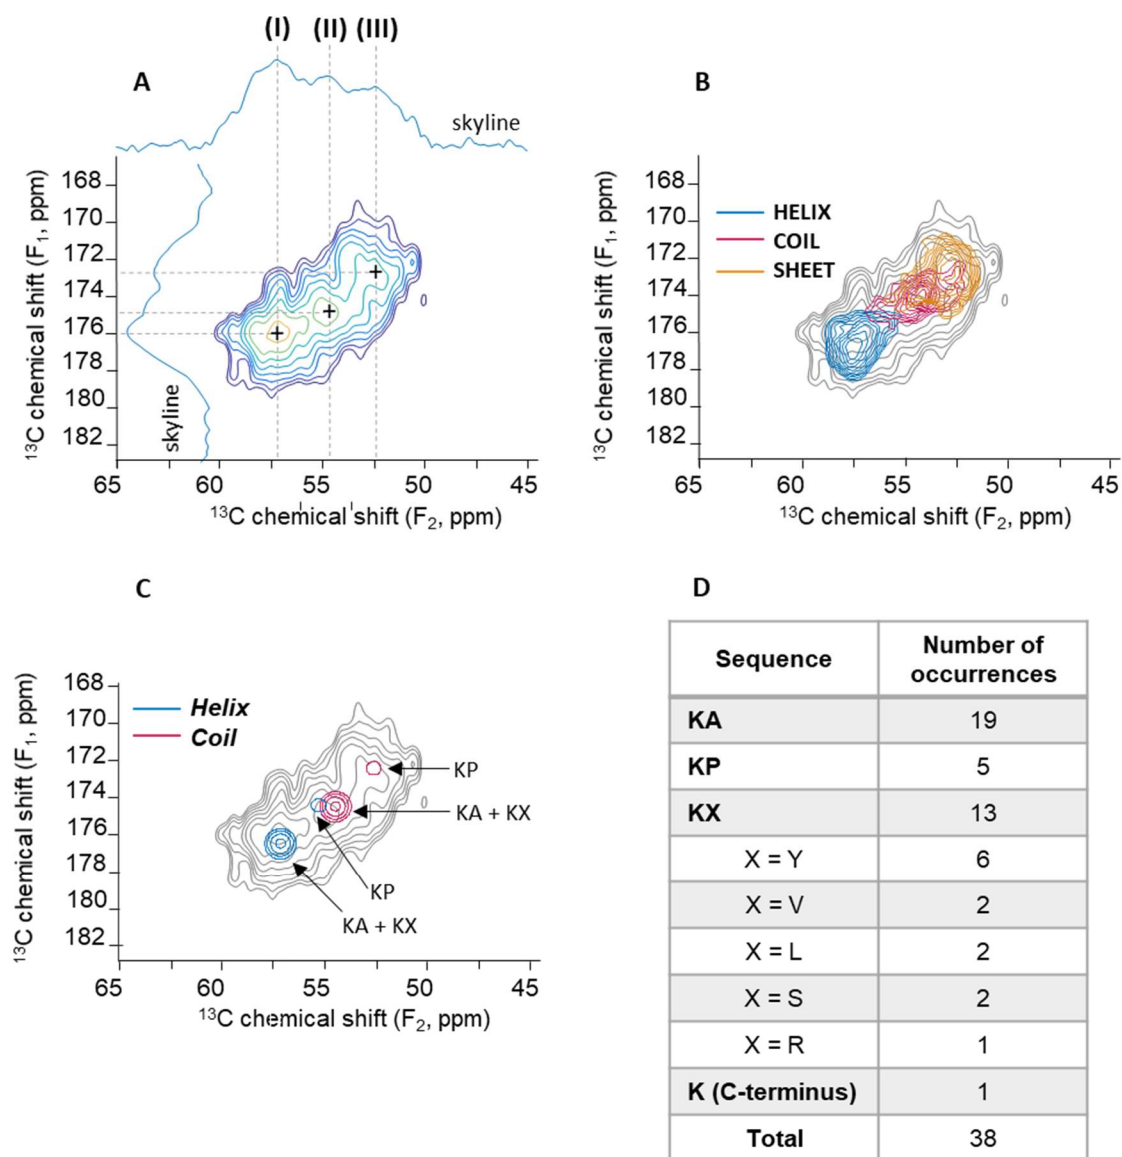 (I) (II) (III)
A
skyline
13C chemical shift (F1, ppm)
168
170
172
174
176
178
180
182
skyline
65 60 55 50 45
13C chemical shift (F2, ppm)
B
13C chemical shift (F1, ppm)
168
170
172
174
176
178
180
182
HELIX
COIL
SHEET
65 60 55 50 45
13C chemical shift (F2, ppm)
C
13C chemical shift (F1, ppm)
168
170
172
174
176
178
180
182
Helix
Coil
KP
KA + KX
KP
KA + KX
65 60 55 50 45
13C chemical shift (F2, ppm)
D
Sequence Number of
occurrences
KA 19
KP 5
KX 13
X = Y 6
X = V 2
X = L 2
X = S 2
X = R 1
K (C-terminus) 1
Total 38